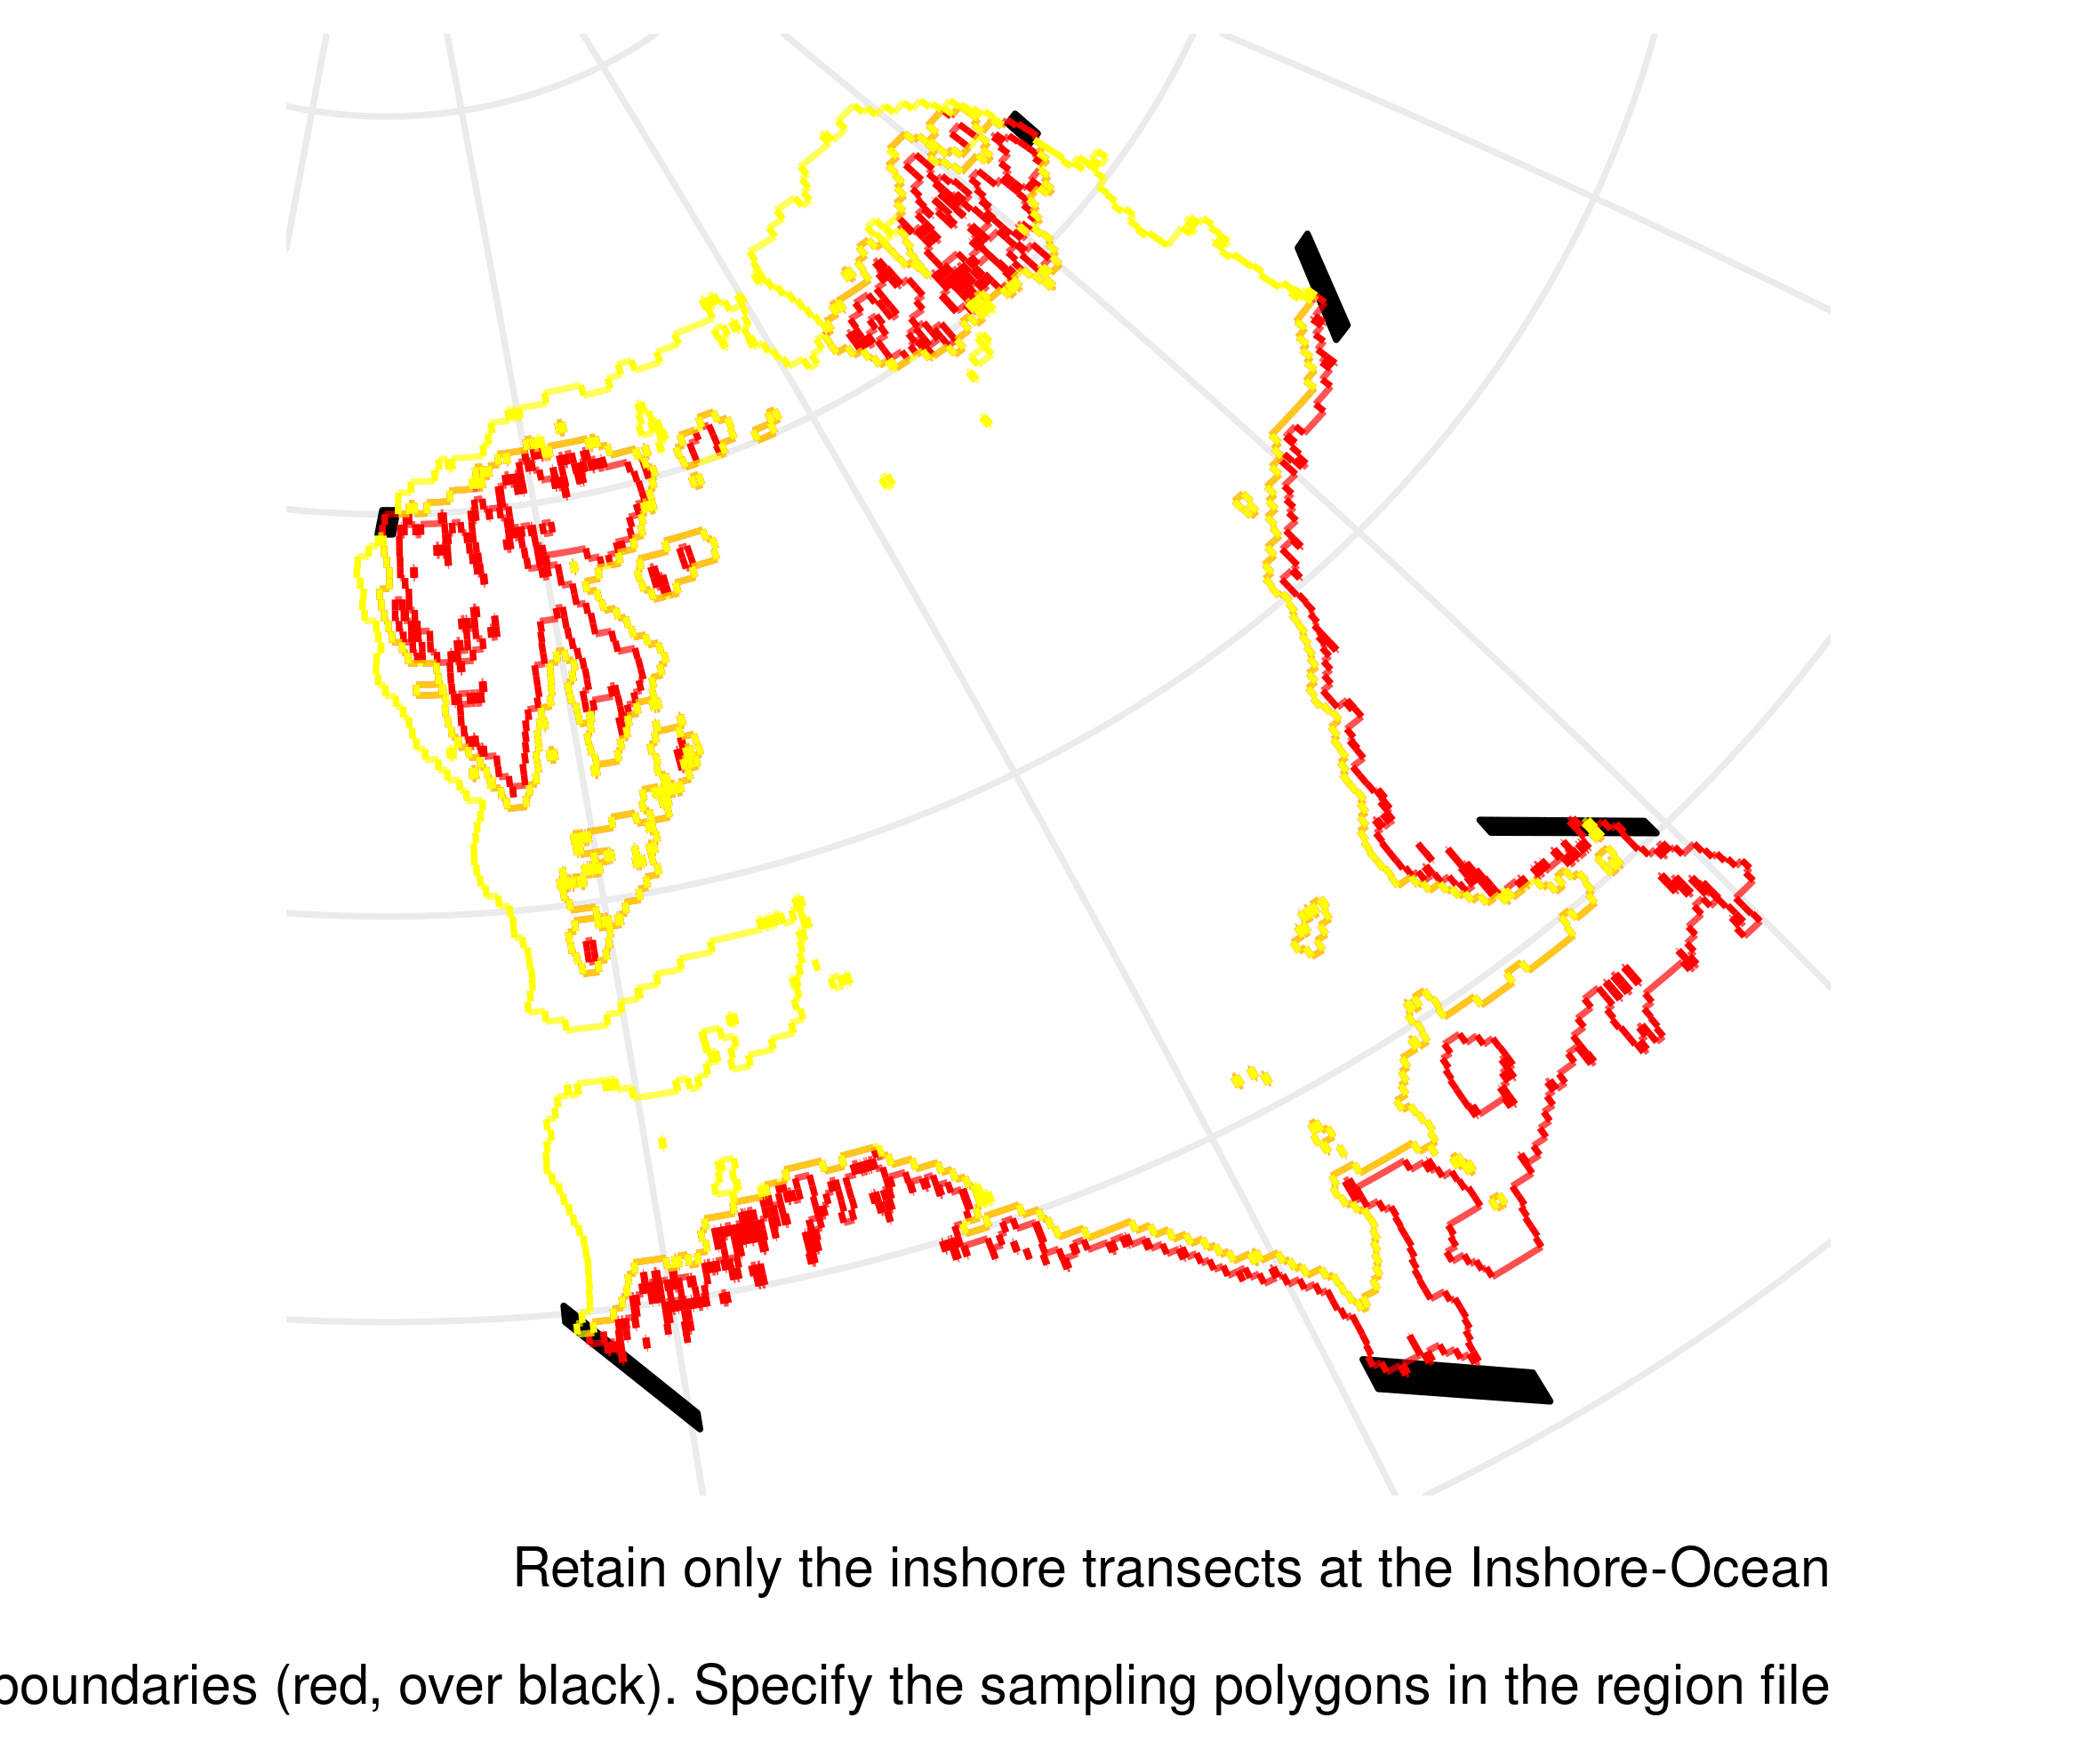 Retain only the inshore transects at the Inshore-Ocean
boundaries (red, over black). Specify the sampling polygons in the region file